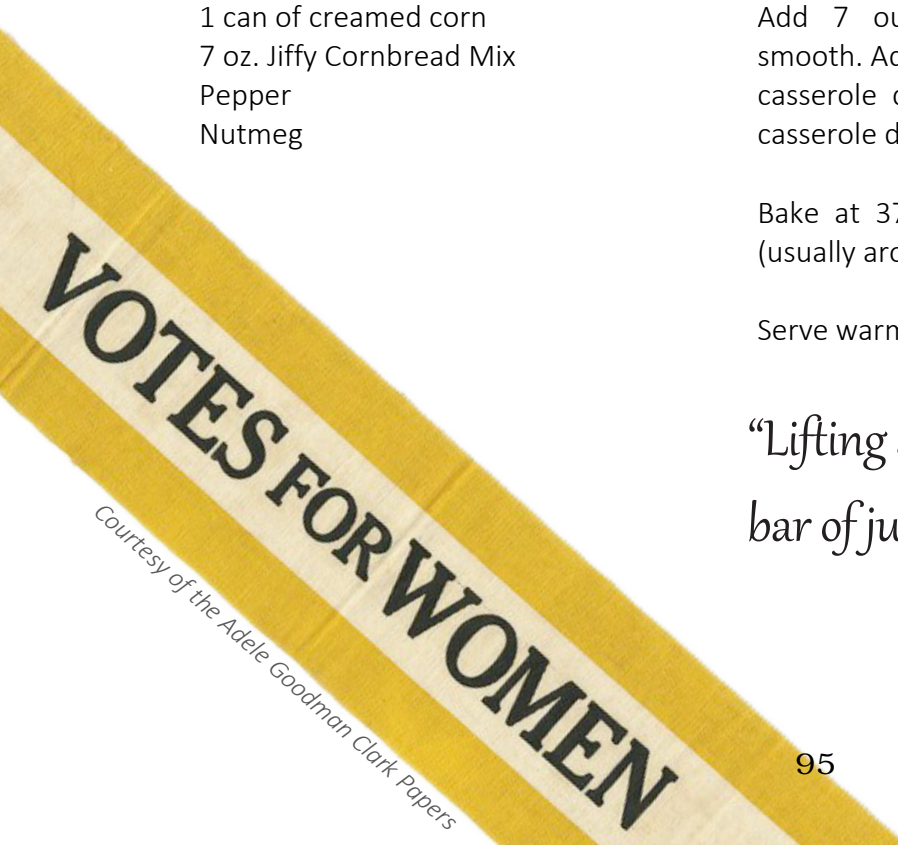 1 can of creamed corn
7 oz. Jiffy Cornbread Mix
Pepper
Nutmeg
Add 7
smooth.
casserole
casserole
Bake at
(usually
Serve
“Lifting
bar of
VOTES FOR WOMEN
Courtesy of the Adele Goodman Clark Papers
95